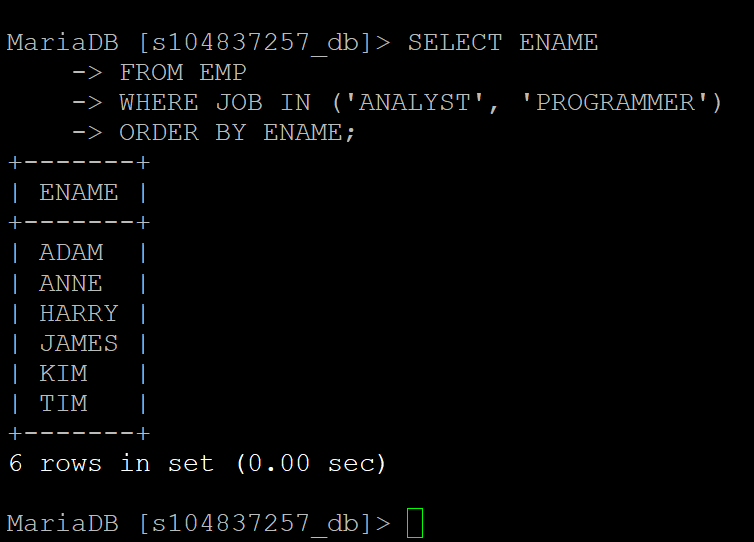 MariaDB [s104837257_db]> SELECT ENAME
    -> FROM EMP
    -> WHERE JOB IN ('ANALYST', 'PROGRAMMER')
    -> ORDER BY ENAME;
+-------+
| ENAME |
+-------+
| ADAM  |
| ANNE  |
| HARRY |
| JAMES |
| KIM   |
| TIM   |
+-------+
6 rows in set (0.00 sec)

MariaDB [s104837257_db]>